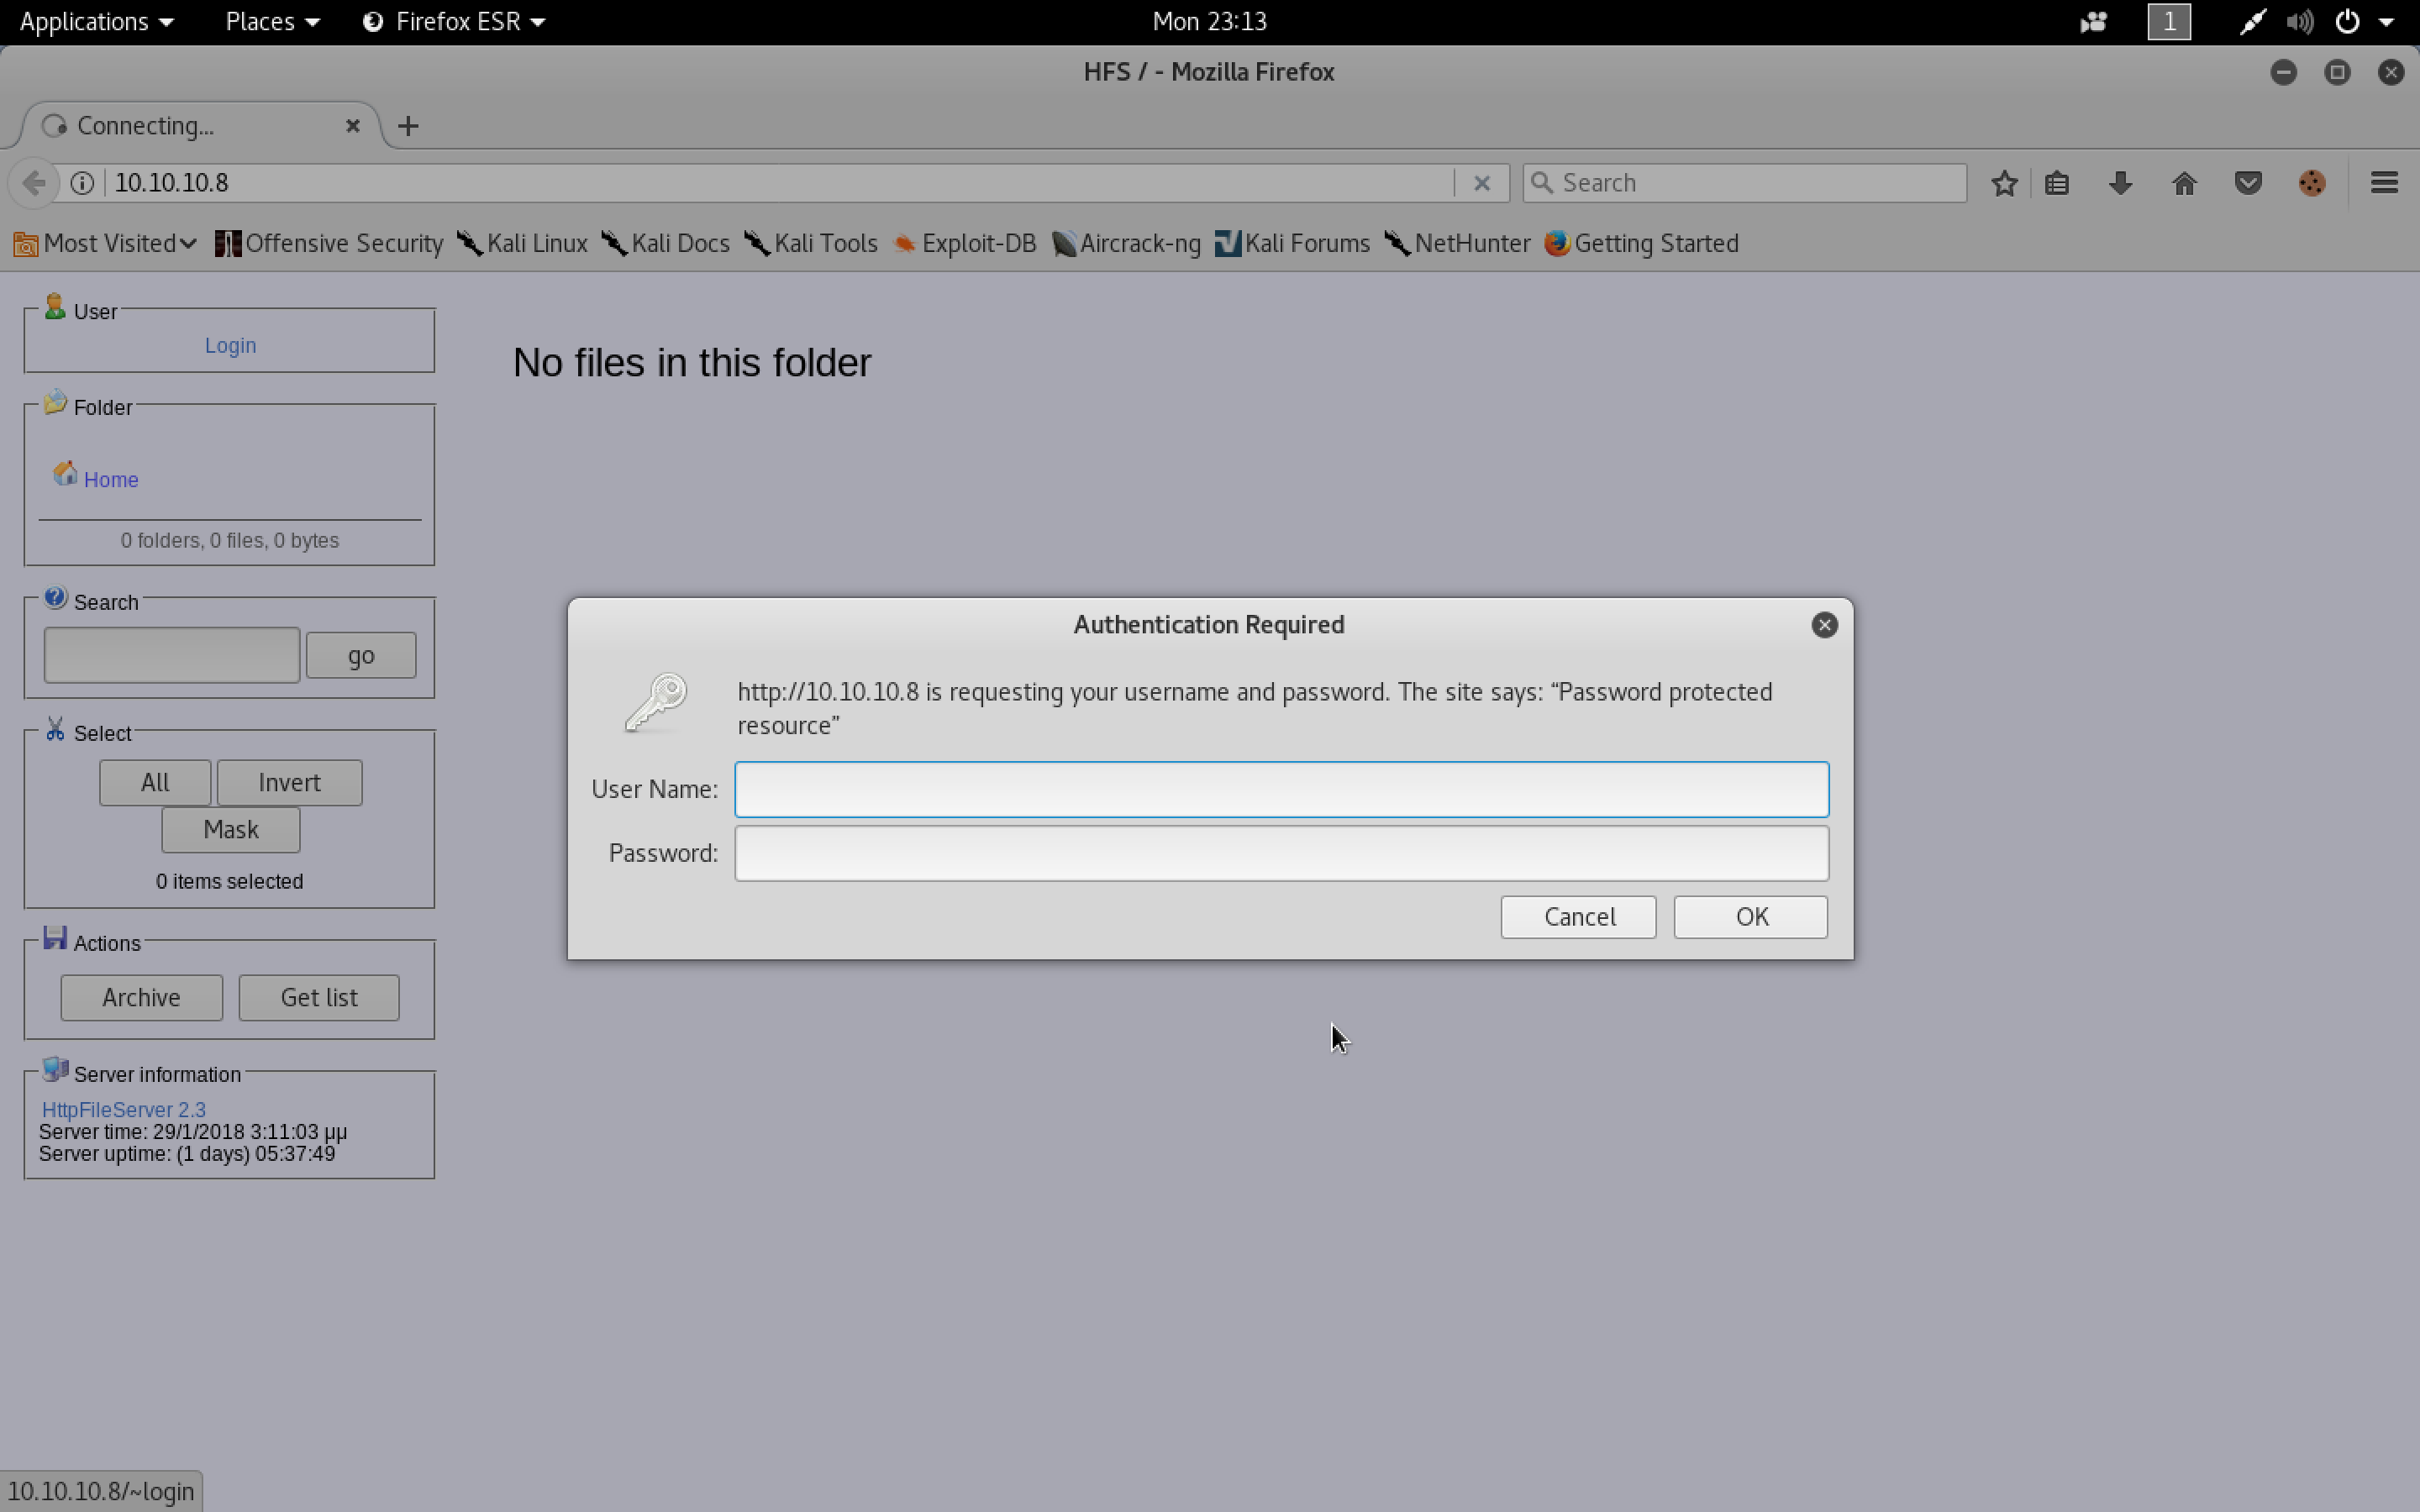 Applications Places Firefox ESR Mon 23:13 1
HFS / - Mozilla Firefox
Connecting...
10.10.10.8 Search
Most Visited Offensive Security Kali Linux Kali Docs Kali Tools Exploit-DB Aircrack-ng Kali Forums NetHunter Getting Started
User
Login
Folder
Home
0 folders, 0 files, 0 bytes
Search
go
Select
All Invert
Mask
0 items selected
Actions
Archive Get list
Server information
HttpFileServer 2.3
Server time: 29/1/2018 3:11:03 μμ
Server uptime: (1 days) 05:37:49
No files in this folder
Authentication Required
http://10.10.10.8 is requesting your username and password. The site says: “Password protected
resource”
User Name:
Password:
Cancel OK
10.10.10.8/~login